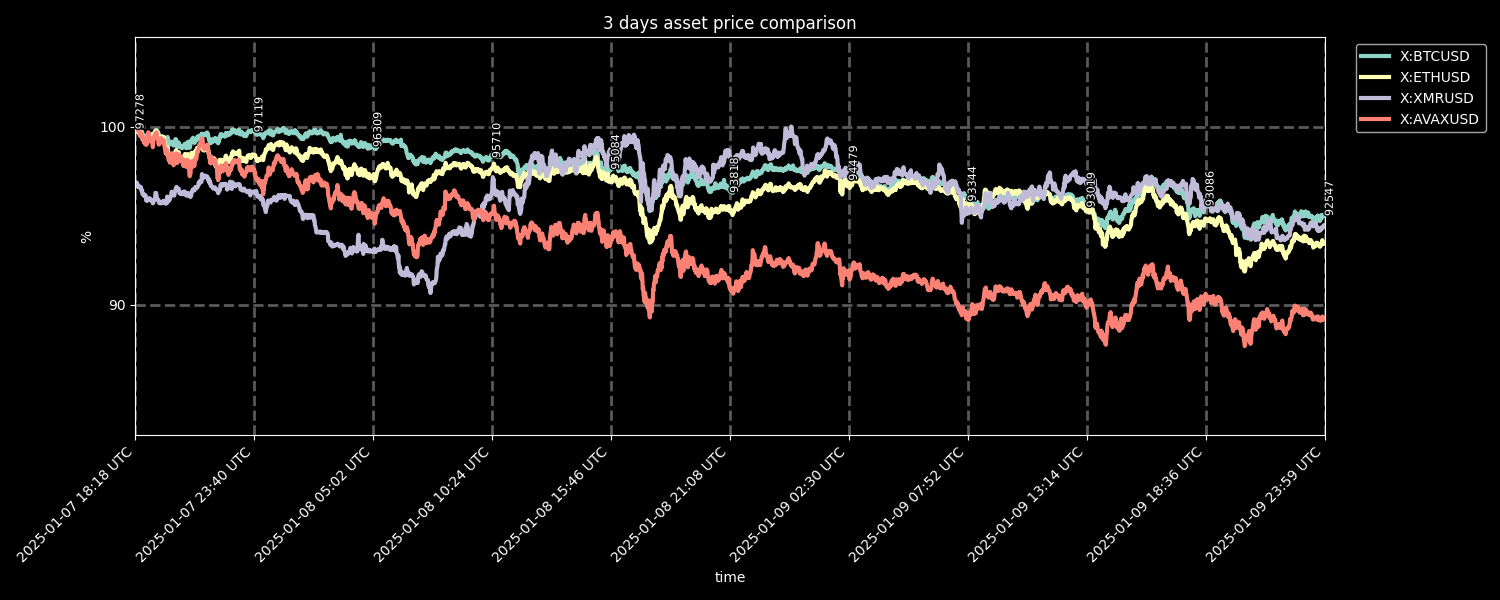 3 days asset price comparison
X:BTCUSD
X:ETHUSD
X:XMRUSD
X:AVAXUSD
100
90
%
97278
97119
96309
95710
95084
93818
94479
93344
93019
93086
92547
2025-01-07 18:18 UTC
2025-01-07 23:40 UTC
2025-01-08 05:02 UTC
2025-01-08 10:24 UTC
2025-01-08 15:46 UTC
2025-01-08 21:08 UTC
2025-01-09 02:30 UTC
2025-01-09 07:52 UTC
2025-01-09 13:14 UTC
2025-01-09 18:36 UTC
2025-01-09 23:59 UTC
time